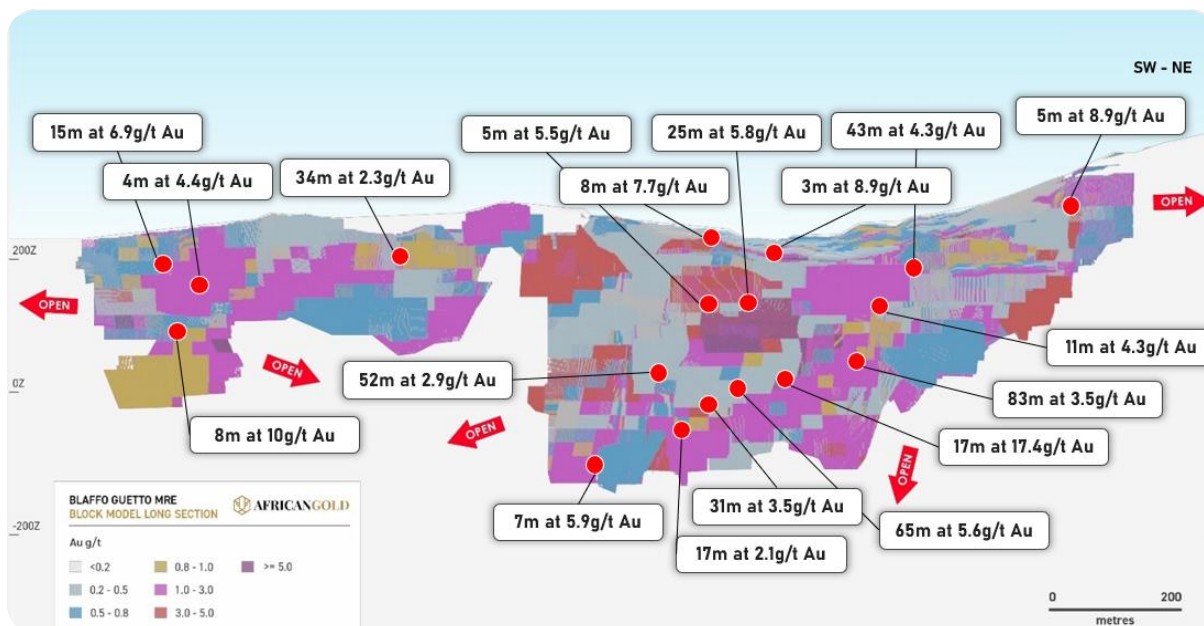 SW - NE
15m at 6.9g/t Au
4m at 4.4g/t Au
34m at 2.3g/t Au
5m at 5.5g/t Au
25m at 5.8g/t Au
43m at 4.3g/t Au
5m at 8.9g/t Au
8m at 7.7g/t Au
3m at 8.9g/t Au
OPEN
200Z
OPEN
11m at 4.3g/t Au
OPEN
52m at 2.9g/t Au
0Z
83m at 3.5g/t Au
8m at 10g/t Au
OPEN
17m at 17.4g/t Au
OPEN
7m at 5.9g/t Au
31m at 3.5g/t Au
65m at 5.6g/t Au
17m at 2.1g/t Au
-200Z
BLAFFO GUETTO MRE
BLOCK MODEL LONG SECTION
AFRICANGOLD
Au g/t
<0.2
0.8 - 1.0
>= 5.0
0.2 - 0.5
1.0 - 3.0
0.5 - 0.8
3.0 - 5.0
0 200
metres